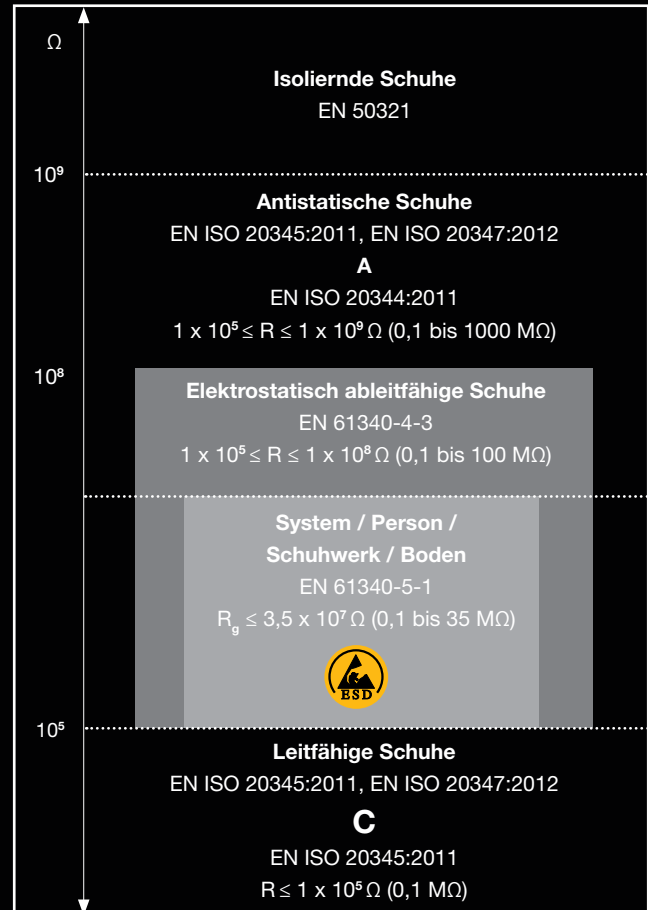 Ω
Isolierende Schuhe
EN 50321
10⁹
Antistatische Schuhe
EN ISO 20345:2011, EN ISO 20347:2012
A
EN ISO 20344:2011
1 x 10⁵ ≤ R ≤ 1 x 10⁹ Ω (0,1 bis 1000 MΩ)
10⁸
Elektrostatisch ableitfähige Schuhe
EN 61340-4-3
1 x 10⁵ ≤ R ≤ 1 x 10⁸ Ω (0,1 bis 100 MΩ)
System / Person /
Schuhwerk / Boden
EN 61340-5-1
Rg ≤ 3,5 x 10⁷ Ω (0,1 bis 35 MΩ)
ESD
10⁵
Leitfähige Schuhe
EN ISO 20345:2011, EN ISO 20347:2012
C
EN ISO 20345:2011
R ≤ 1 x 10⁵ Ω (0,1 MΩ)